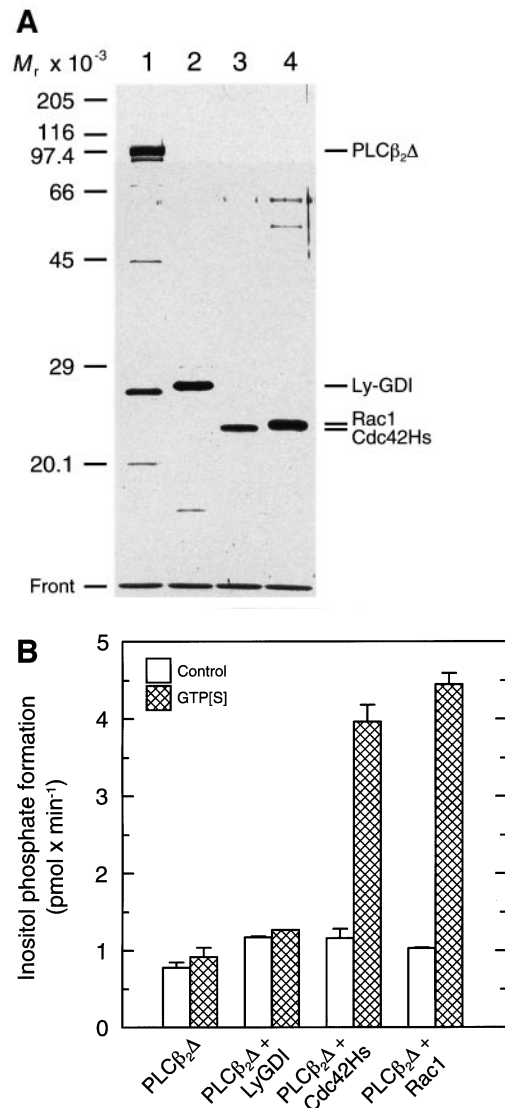 A
Mr x 10-3
1 2 3 4
205
116
97.4
66
45
29
20.1
Front
PLCβ2Δ
Ly-GDI
Rac1
Cdc42Hs
B
Control
GTP[S]
Inositol phosphate formation
(pmol x min-1)
5
4
3
2
1
0
PLCβ2Δ
PLCβ2Δ +
LyGDI
PLCβ2Δ +
Cdc42Hs
PLCβ2Δ +
Rac1